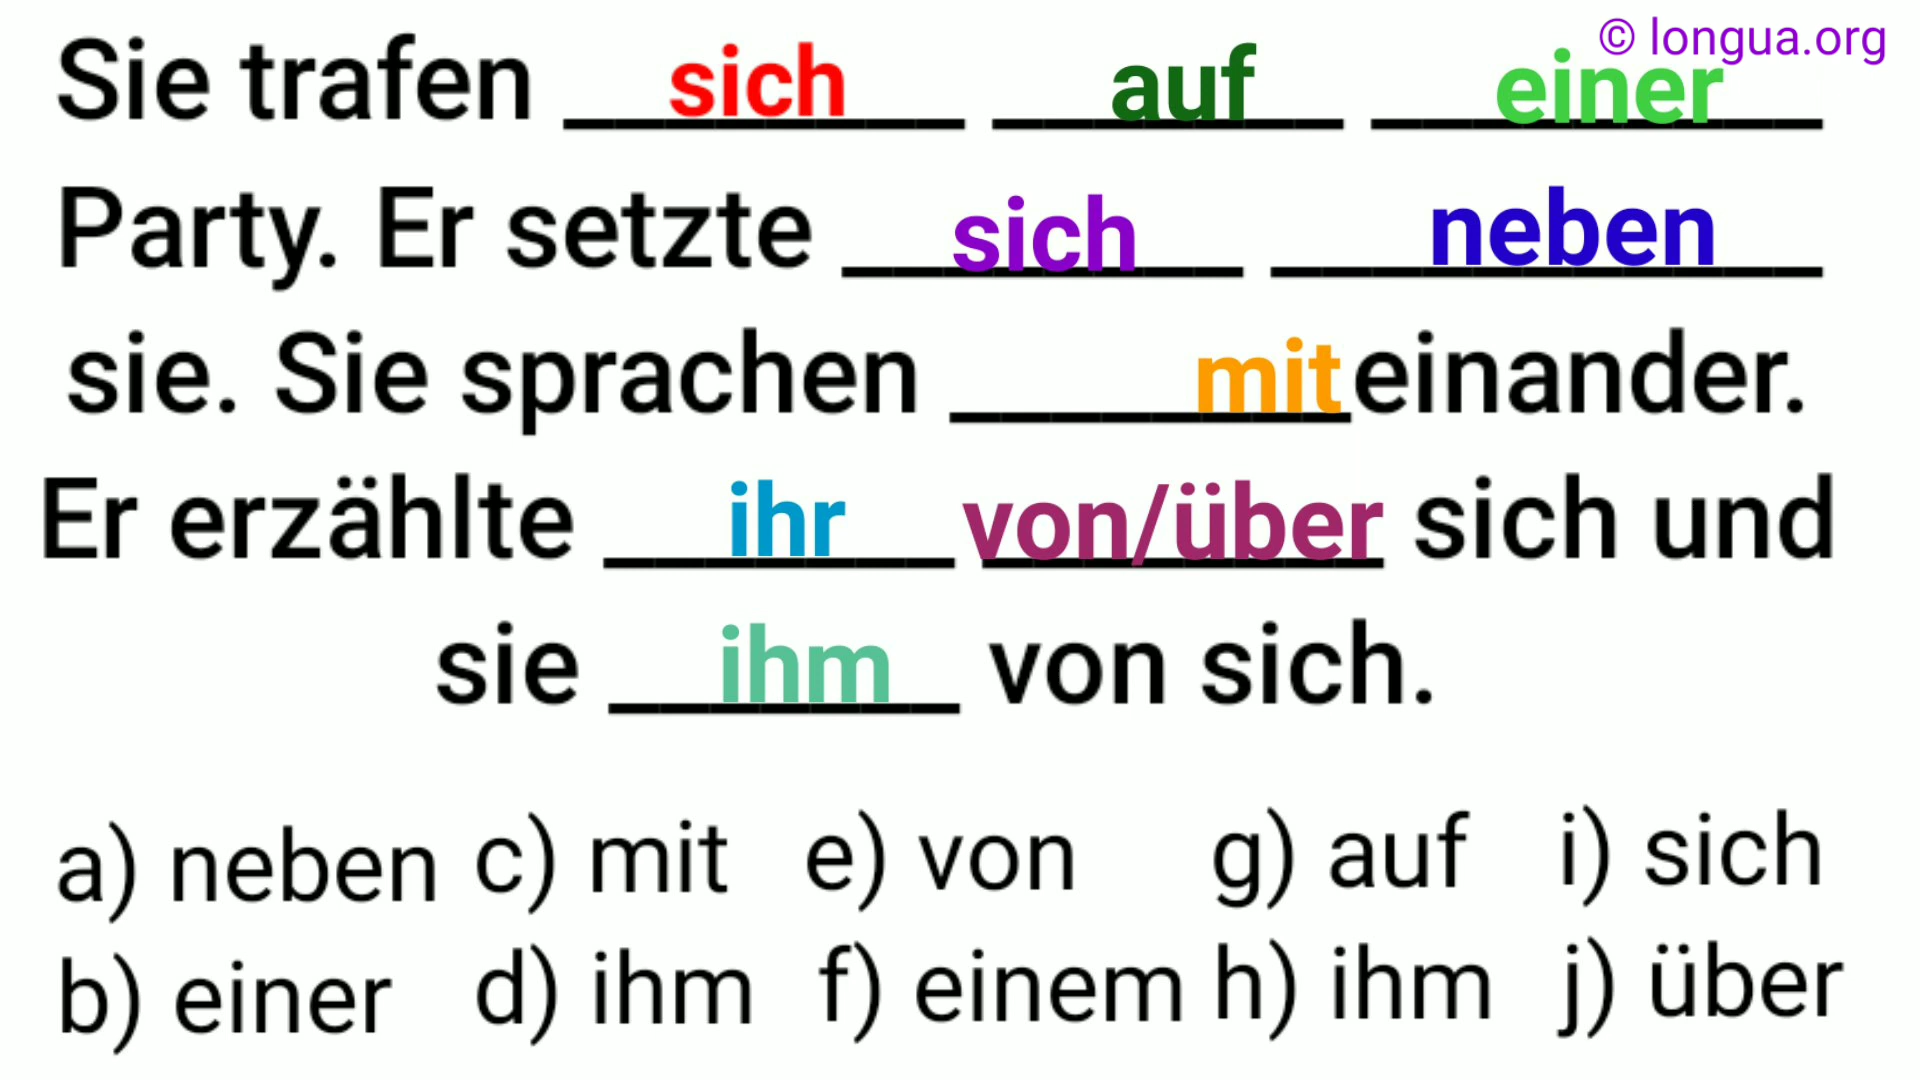 © longua.org
Sie trafen sich auf einer
Party. Er setzte sich neben
sie. Sie sprachen miteinander.
Er erzählte ihr von/über sich und
sie ihm von sich.
a) neben c) mit e) von g) auf i) sich
b) einer d) ihm f) einem h) ihm j) über